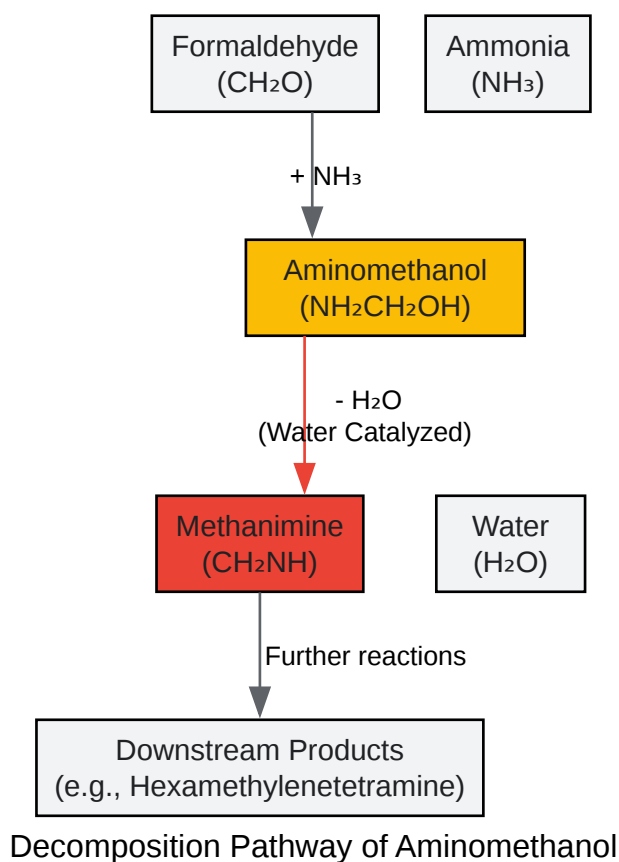 Formaldehyde
(CH₂O)
Ammonia
(NH₃)
+ NH₃
Aminomethanol
(NH₂CH₂OH)
- H₂O
(Water Catalyzed)
Methanimine
(CH₂NH)
Water
(H₂O)
Further reactions
Downstream Products
(e.g., Hexamethylenetetramine)
Decomposition Pathway of Aminomethanol